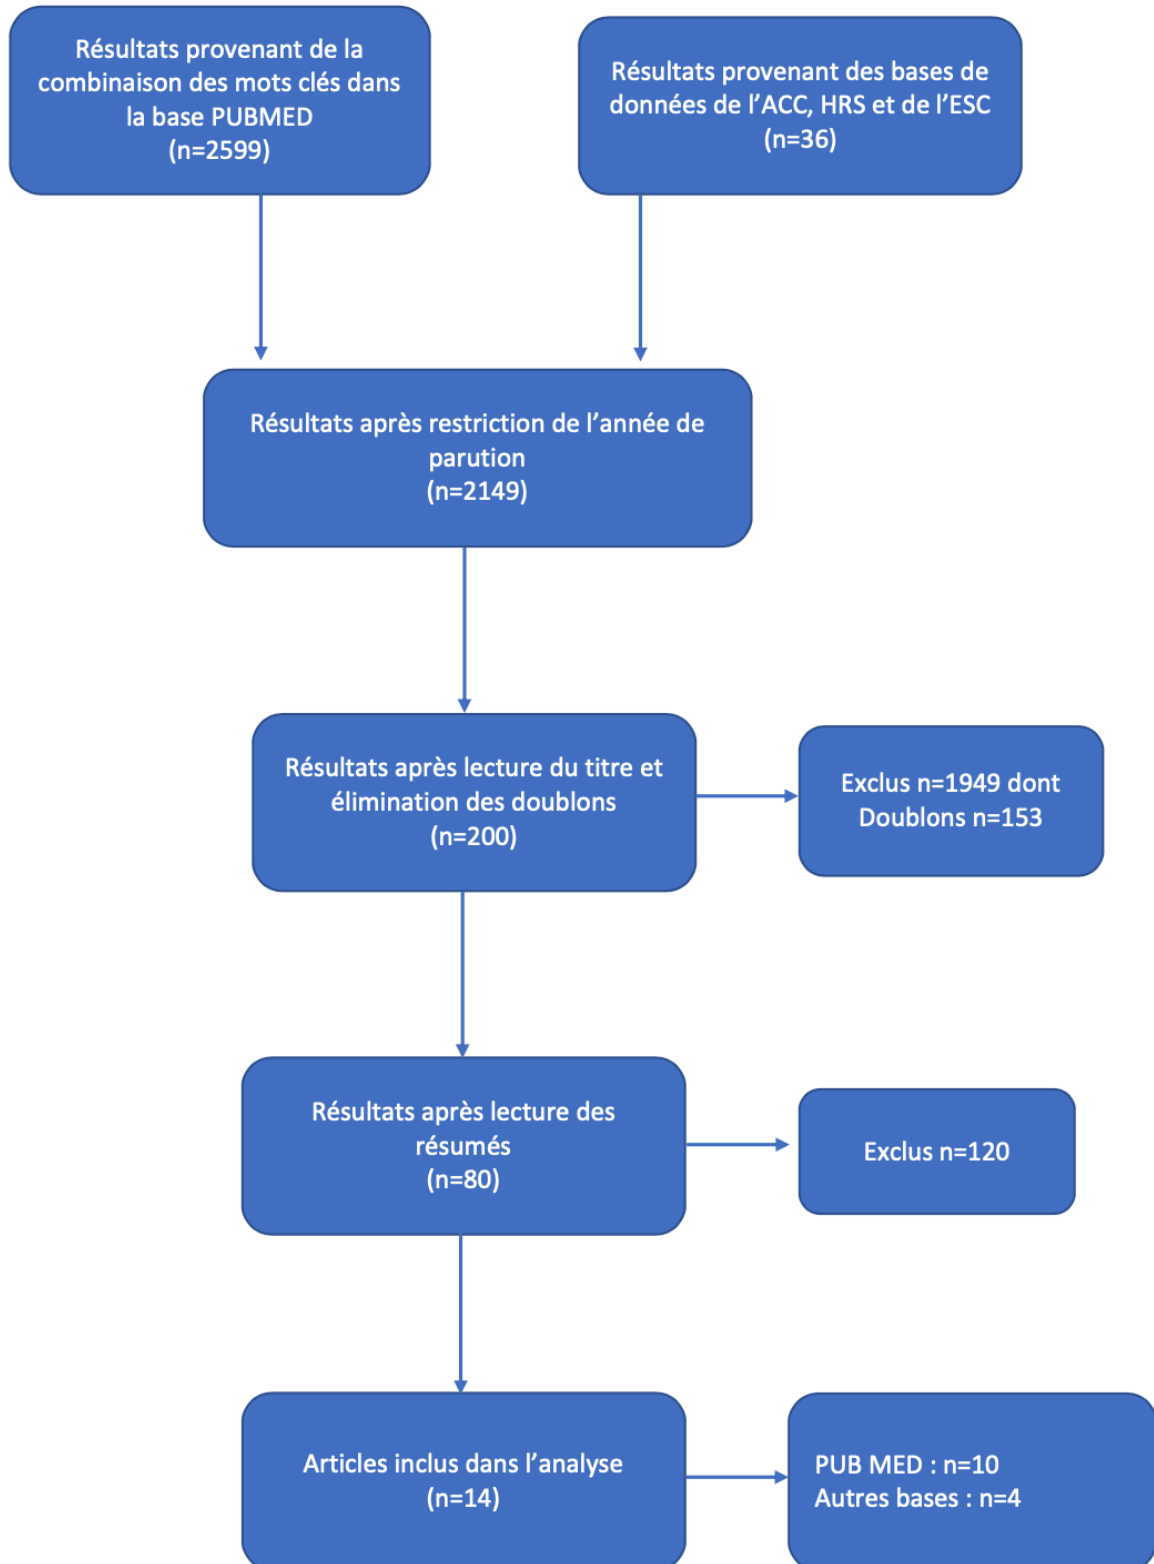 Résultats provenant de la
combinaison des mots clés dans
la base PUBMED
(n=2599)
Résultats provenant des bases de
données de l'ACC, HRS et de l'ESC
(n=36)
Résultats après restriction de l'année de
parution
(n=2149)
Résultats après lecture du titre et
élimination des doublons
(n=200)
Exclus n=1949 dont
Doublons n=153
Résultats après lecture des
résumés
(n=80)
Exclus n=120
Articles inclus dans l'analyse
(n=14)
PUB MED : n=10
Autres bases : n=4